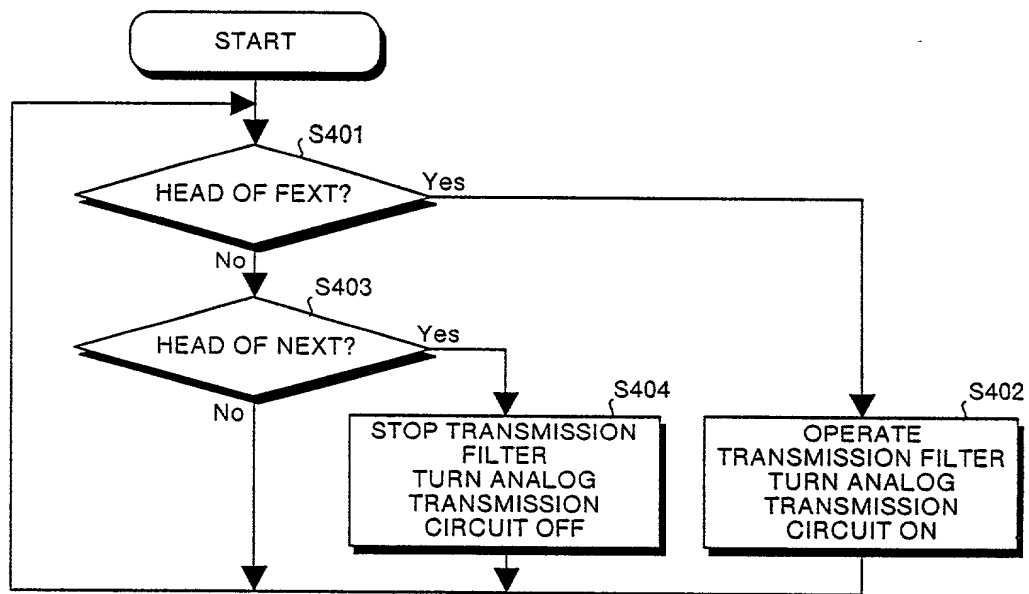 START
S401
HEAD OF FEXT?
Yes
No
S403
HEAD OF NEXT?
Yes
No
S404
STOP TRANSMISSION
FILTER
TURN ANALOG
TRANSMISSION
CIRCUIT OFF
S402
OPERATE
TRANSMISSION FILTER
TURN ANALOG
TRANSMISSION
CIRCUIT ON